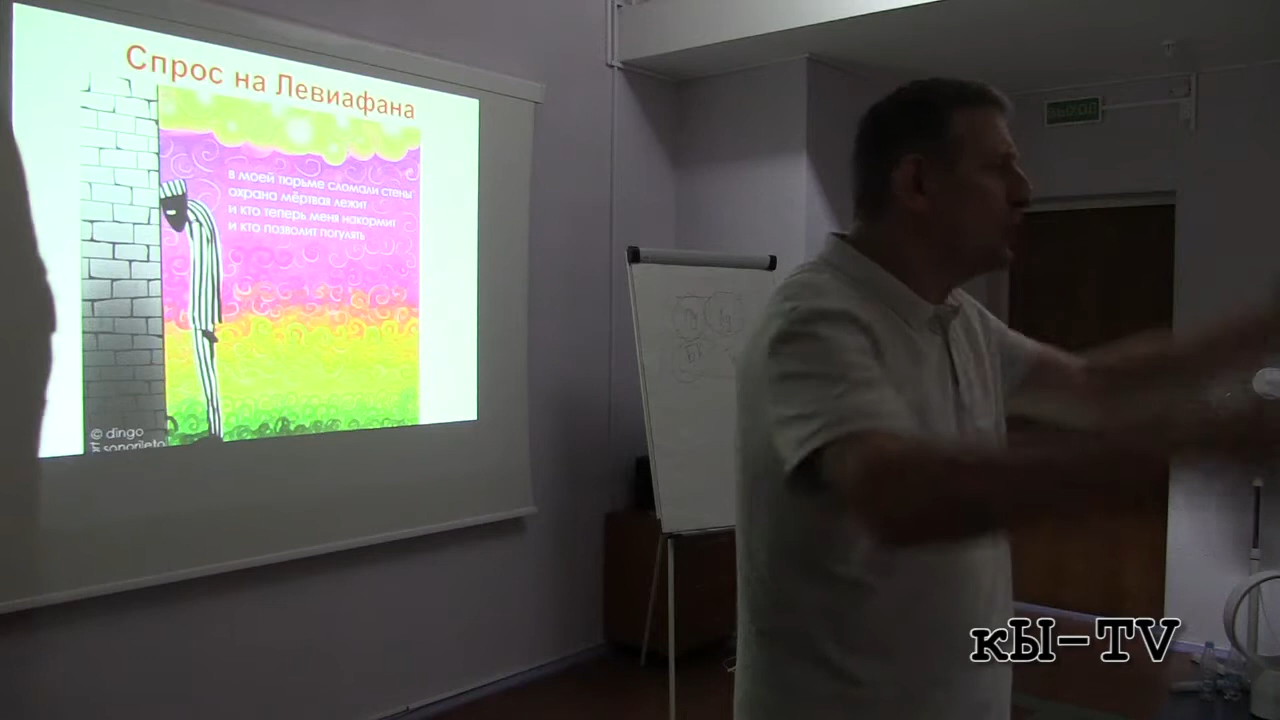 Спрос на Левиафана
в моей тюрьме сломали стены
охрана мёртвая лежит
и кто теперь меня накормит
и кто позволит погулять
© dingo
ВЫХОД
кЫ-TV